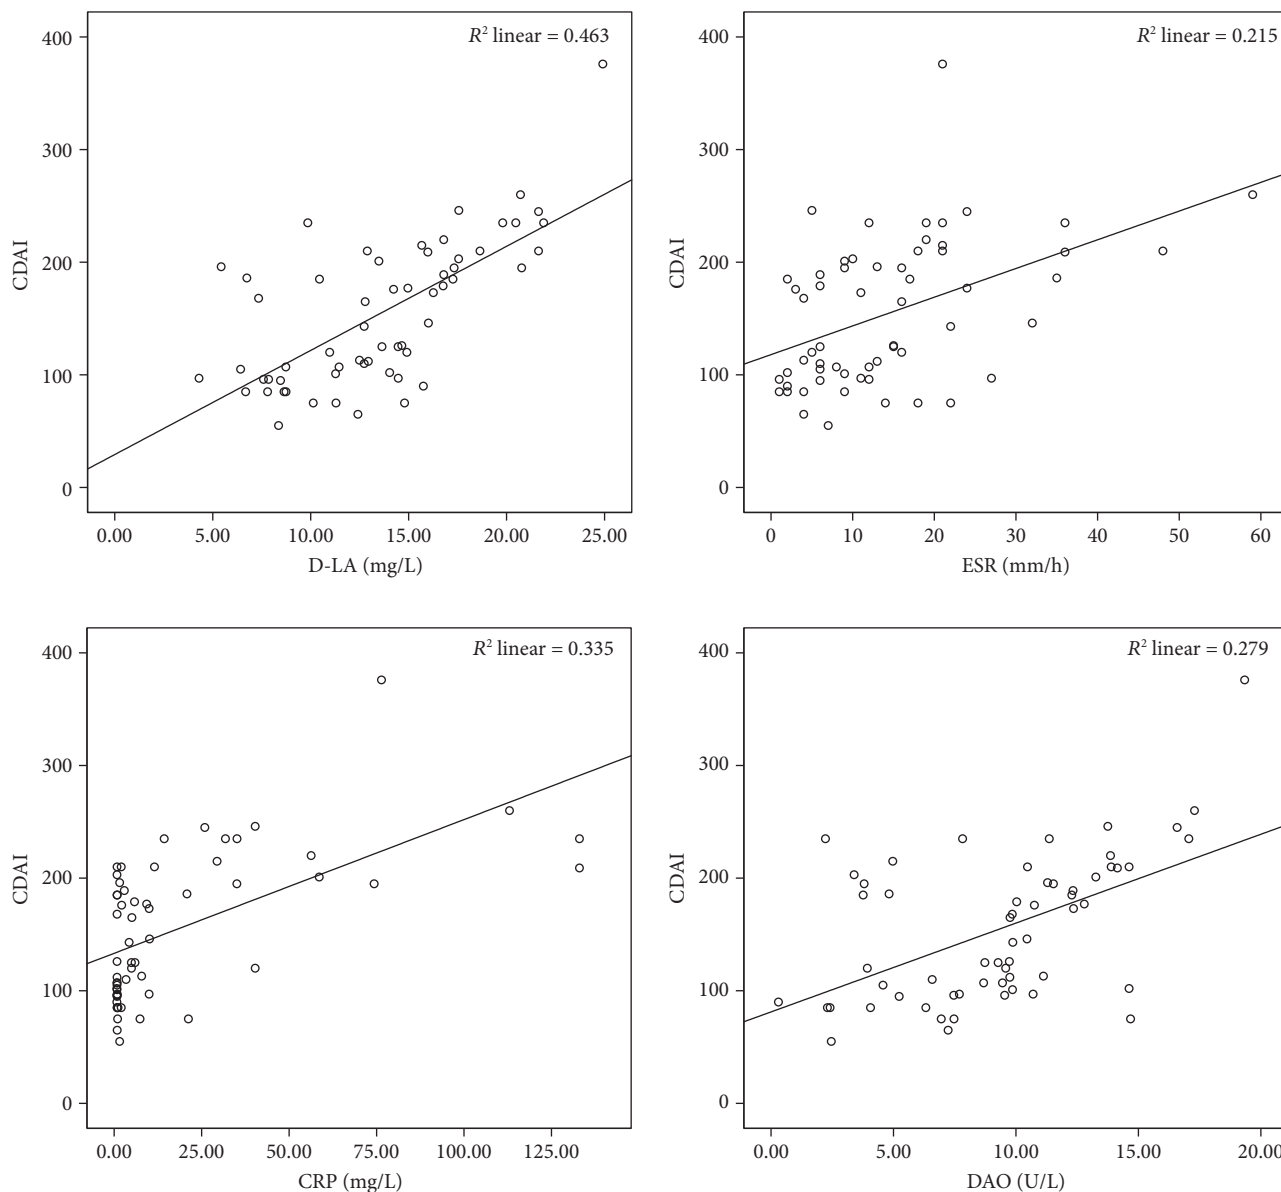 R² linear = 0.463
400
300
200
100
0
CDAI
0.00 5.00 10.00 15.00 20.00 25.00
D-LA (mg/L)
R² linear = 0.215
400
300
200
100
0
CDAI
0 10 20 30 40 50 60
ESR (mm/h)
R² linear = 0.335
400
300
200
100
0
CDAI
0.00 25.00 50.00 75.00 100.00 125.00
CRP (mg/L)
R² linear = 0.279
400
300
200
100
0
CDAI
0.00 5.00 10.00 15.00 20.00
DAO (U/L)